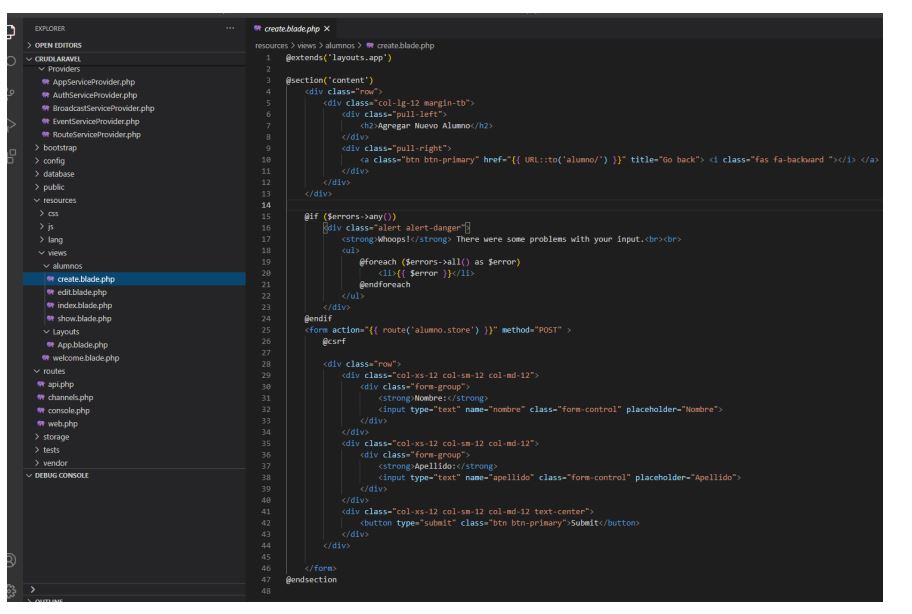 EXPLORER
OPEN EDITORS
CRUDLARAVEL
Providers
AppServiceProvider.php
AuthServiceProvider.php
BroadcastServiceProvider.php
EventServiceProvider.php
RouteServiceProvider.php
bootstrap
config
database
public
resources
css
js
lang
views
alumnos
create.blade.php
edit.blade.php
index.blade.php
show.blade.php
Layouts
App.blade.php
welcome.blade.php
routes
api.php
channels.php
console.php
web.php
storage
tests
vendor
DEBUG CONSOLE
OUTLINE
create.blade.php
resources > views > alumnos > create.blade.php
1 @extends('layouts.app')
2
3 @section('content')
4 <div class="row">
5 <div class="col-lg-12 margin-tb">
6 <div class="pull-left">
7 <h2>Agregar Nuevo Alumno</h2>
8 </div>
9 <div class="pull-right">
10 <a class="btn btn-primary" href="{{ URL::to('alumno/') }}" title="Go back"> <i class="fas fa-backward "></i> </a>
11 </div>
12 </div>
13 </div>
14
15 @if ($errors->any())
16 <div class="alert alert-danger">
17 <strong>Whoops!</strong> There were some problems with your input.<br><br>
18 <ul>
19 @foreach ($errors->all() as $error)
20 <li>{{ $error }}</li>
21 @endforeach
22 </ul>
23 </div>
24 @endif
25 <form action="{{ route('alumno.store') }}" method="POST" >
26 @csrf
27
28 <div class="row">
29 <div class="col-xs-12 col-sm-12 col-md-12">
30 <div class="form-group">
31 <strong>Nombre:</strong>
32 <input type="text" name="nombre" class="form-control" placeholder="Nombre">
33 </div>
34 </div>
35 <div class="col-xs-12 col-sm-12 col-md-12">
36 <div class="form-group">
37 <strong>Apellido:</strong>
38 <input type="text" name="apellido" class="form-control" placeholder="Apellido">
39 </div>
40 </div>
41 <div class="col-xs-12 col-sm-12 col-md-12 text-center">
42 <button type="submit" class="btn btn-primary">Submit</button>
43 </div>
44 </div>
45
46 </form>
47 @endsection
48